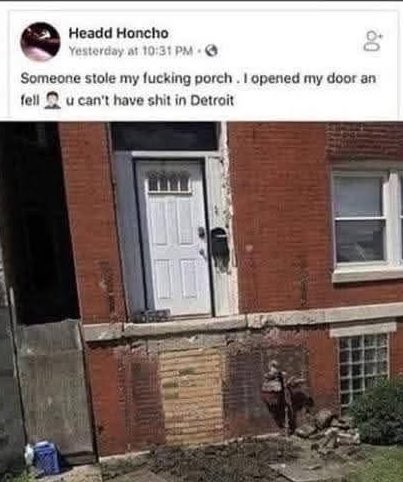 Headd Honcho
Yesterday at 10:31 PM ·
Someone stole my fucking porch . I opened my door an
fell 🤦🏻‍♂️ u can't have shit in Detroit